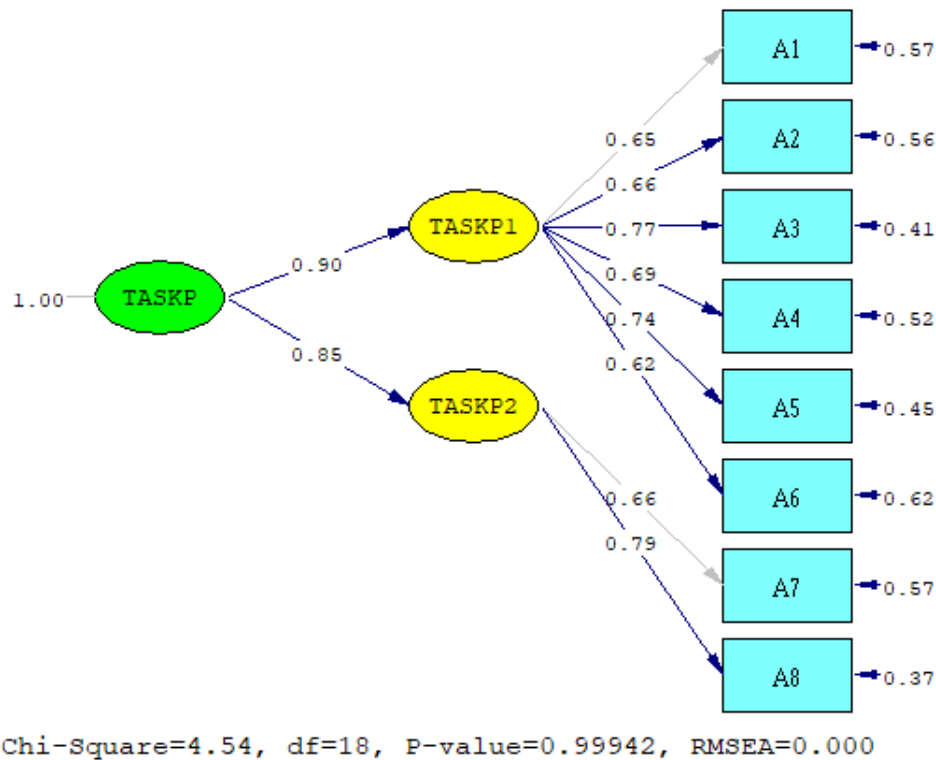 A1
0.57
0.65
A2
0.56
0.66
TASKP1
0.77
A3
0.41
0.90
0.69
1.00
TASKP
0.74
A4
0.52
0.85
0.62
TASKP2
A5
0.45
0.66
A6
0.62
0.79
A7
0.57
A8
0.37
Chi-Square=4.54, df=18, P-value=0.99942, RMSEA=0.000